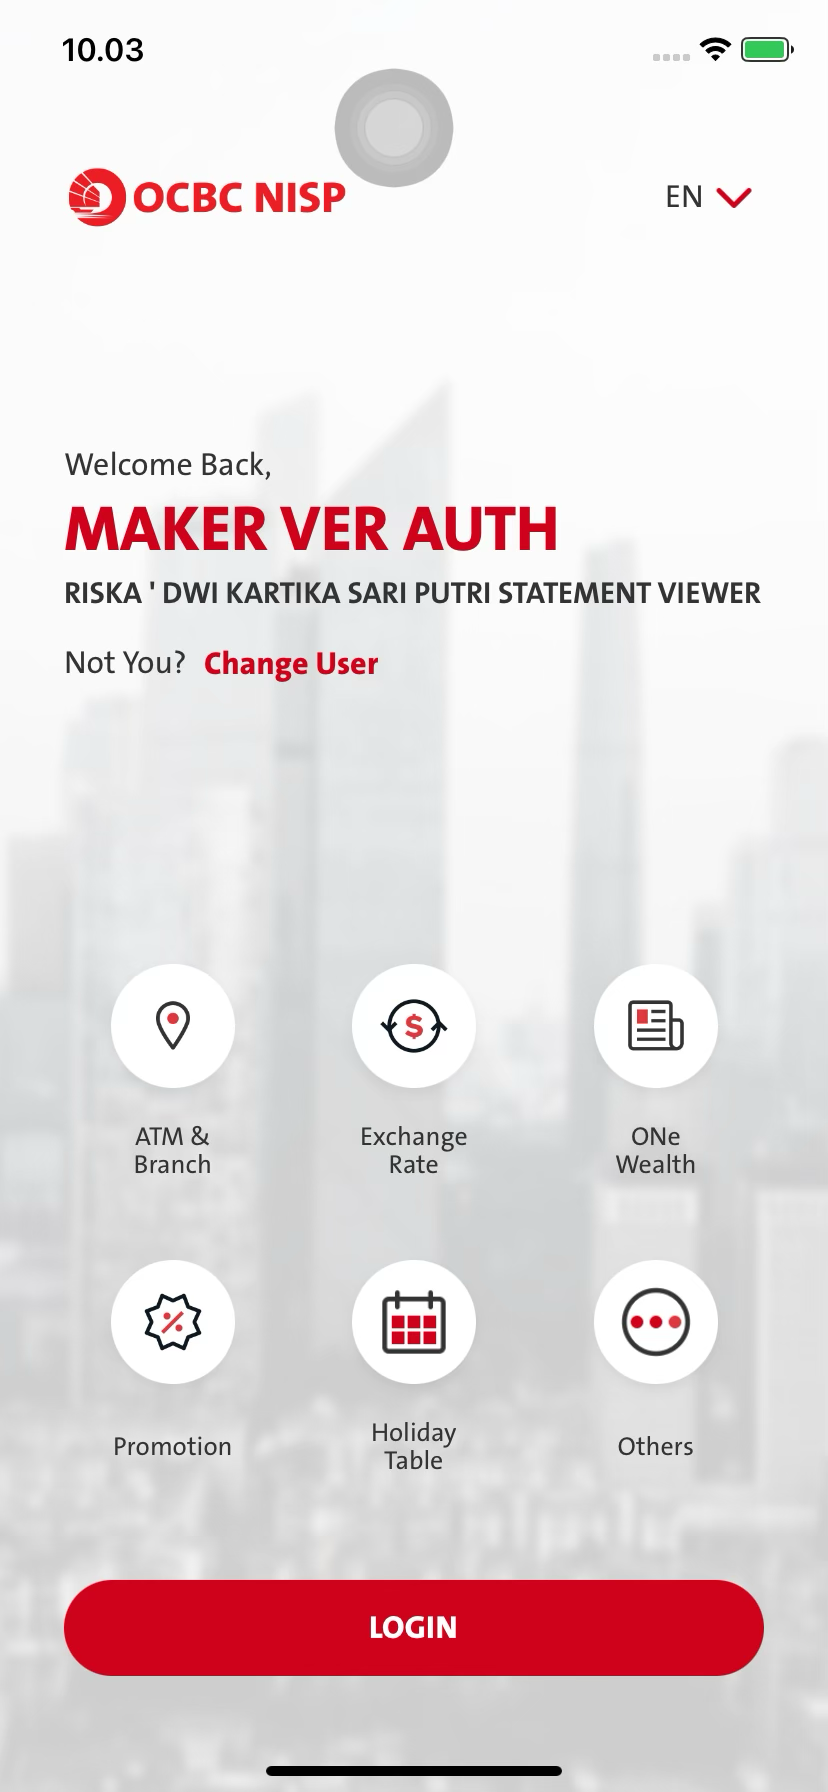 10.03
OCBC NISP
EN
Welcome Back,
MAKER VER AUTH
RISKA ' DWI KARTIKA SARI PUTRI STATEMENT VIEWER
Not You? Change User
$
ATM &
Branch
Exchange
Rate
ONe
Wealth
%
Promotion
Holiday
Table
Others
LOGIN